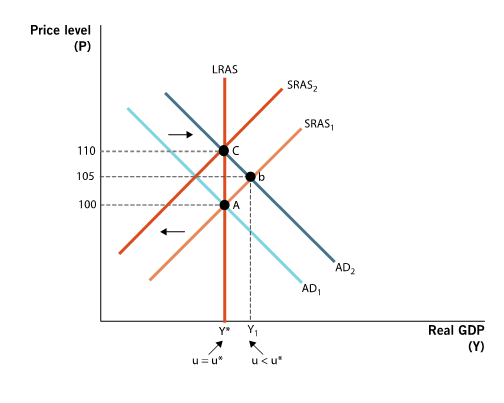 Price level
(P)
LRAS
SRAS2
SRAS1
110
C
105
b
100
A
AD2
AD1
Y*
Y1
Real GDP
(Y)
u = u*
u < u*